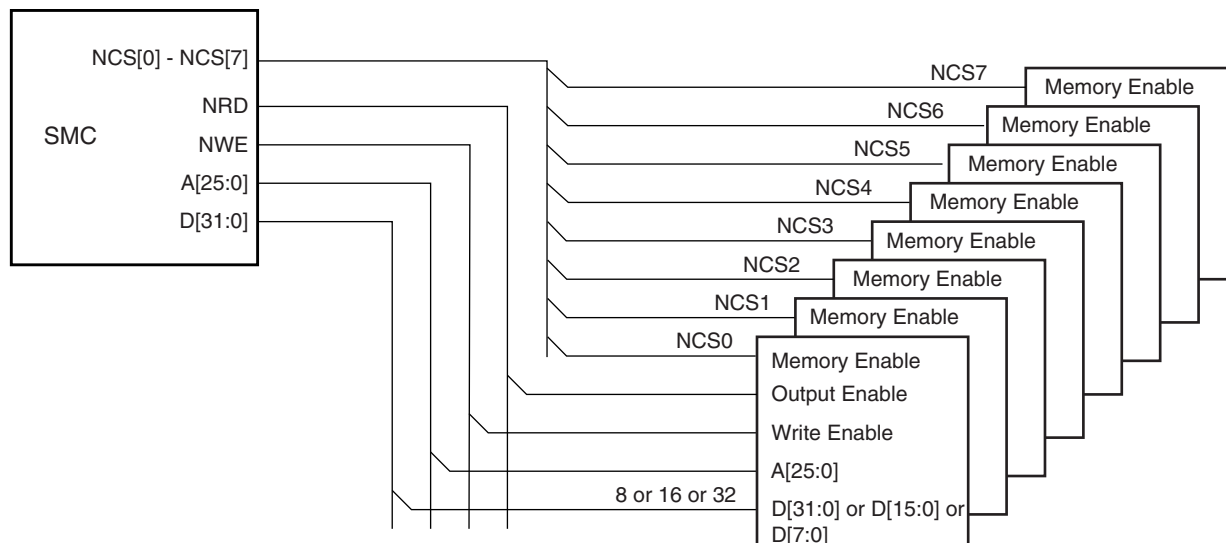 NCS[0] - NCS[7]
NRD
SMC
NWE
A[25:0]
D[31:0]
NCS7
Memory Enable
NCS6
Memory Enable
NCS5
Memory Enable
NCS4
Memory Enable
NCS3
Memory Enable
NCS2
Memory Enable
NCS1
Memory Enable
NCS0
Memory Enable
Output Enable
Write Enable
A[25:0]
8 or 16 or 32
D[31:0] or D[15:0] or
D[7:0]